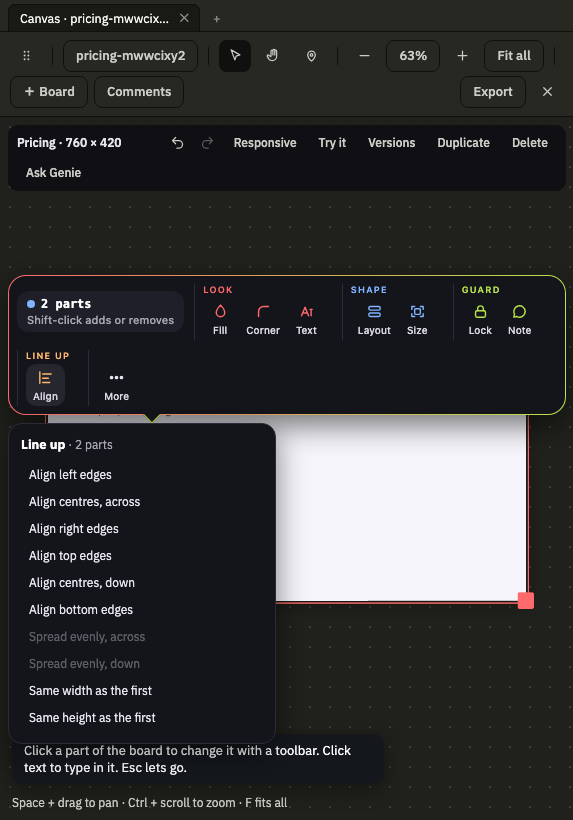 Canvas · pricing-mwwcix...
pricing-mwwcixy2
63%
Fit all
+ Board
Comments
Export
Pricing · 760 × 420
Responsive
Try it
Versions
Duplicate
Delete
Ask Genie
2 parts
Shift-click adds or removes
LOOK
Fill
Corner
Text
SHAPE
Layout
Size
GUARD
Lock
Note
LINE UP
Align
More
Line up · 2 parts
Align left edges
Align centres, across
Align right edges
Align top edges
Align centres, down
Align bottom edges
Spread evenly, across
Spread evenly, down
Same width as the first
Same height as the first
Click a part of the board to change it with a toolbar. Click
text to type in it. Esc lets go.
Space + drag to pan · Ctrl + scroll to zoom · F fits all